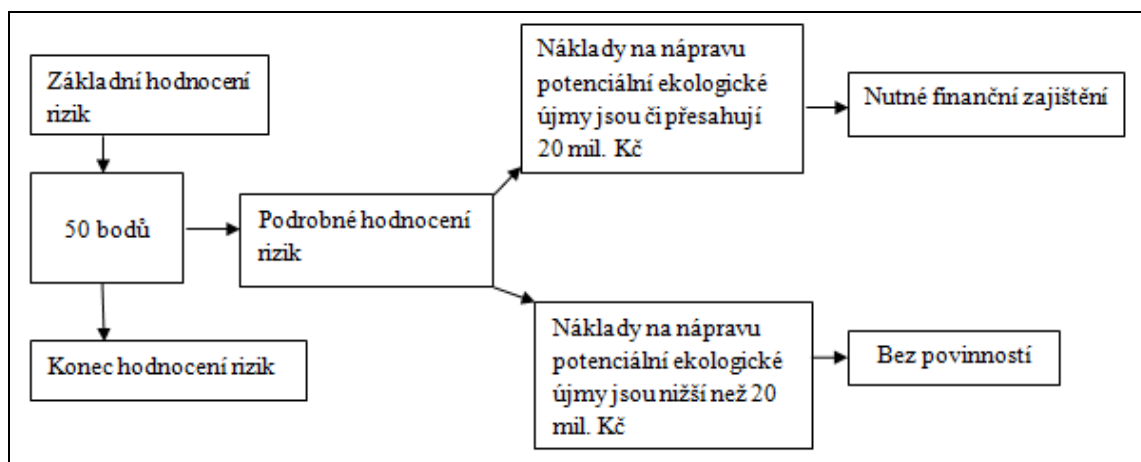 Základní hodnocení
rizik
50 bodů
Konec hodnocení rizik
Podrobné hodnocení
rizik
Náklady na nápravu
potenciální ekologické
újmy jsou či přesahují
20 mil. Kč
Nutné finanční zajištění
Náklady na nápravu
potenciální ekologické
újmy jsou nižší než 20
mil. Kč
Bez povinností